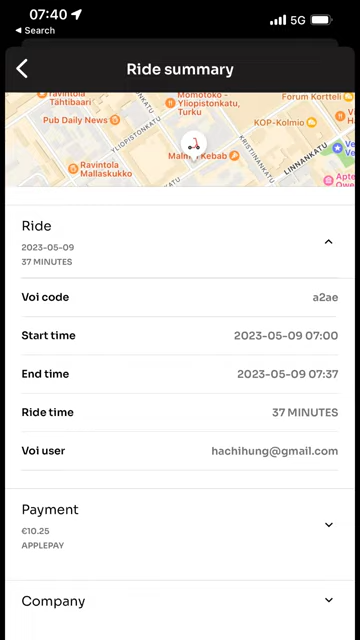 07:40
5G
Search
Ride summary
Ravintola
Tähtibaari
Momotoko -
Yliopistonkatu,
Turku
Forum Kortteli
Pub Daily News
KOP-Kolmio
YLIOPISTONKATU
Malmi Kebab
KRISTIINANKATU
LINNANKATU
Ravintola
Mallaskukko
Ride
2023-05-09
37 MINUTES
Voi code a2ae
Start time 2023-05-09 07:00
End time 2023-05-09 07:37
Ride time 37 MINUTES
Voi user hachihung@gmail.com
Payment
€10.25
APPLEPAY
Company